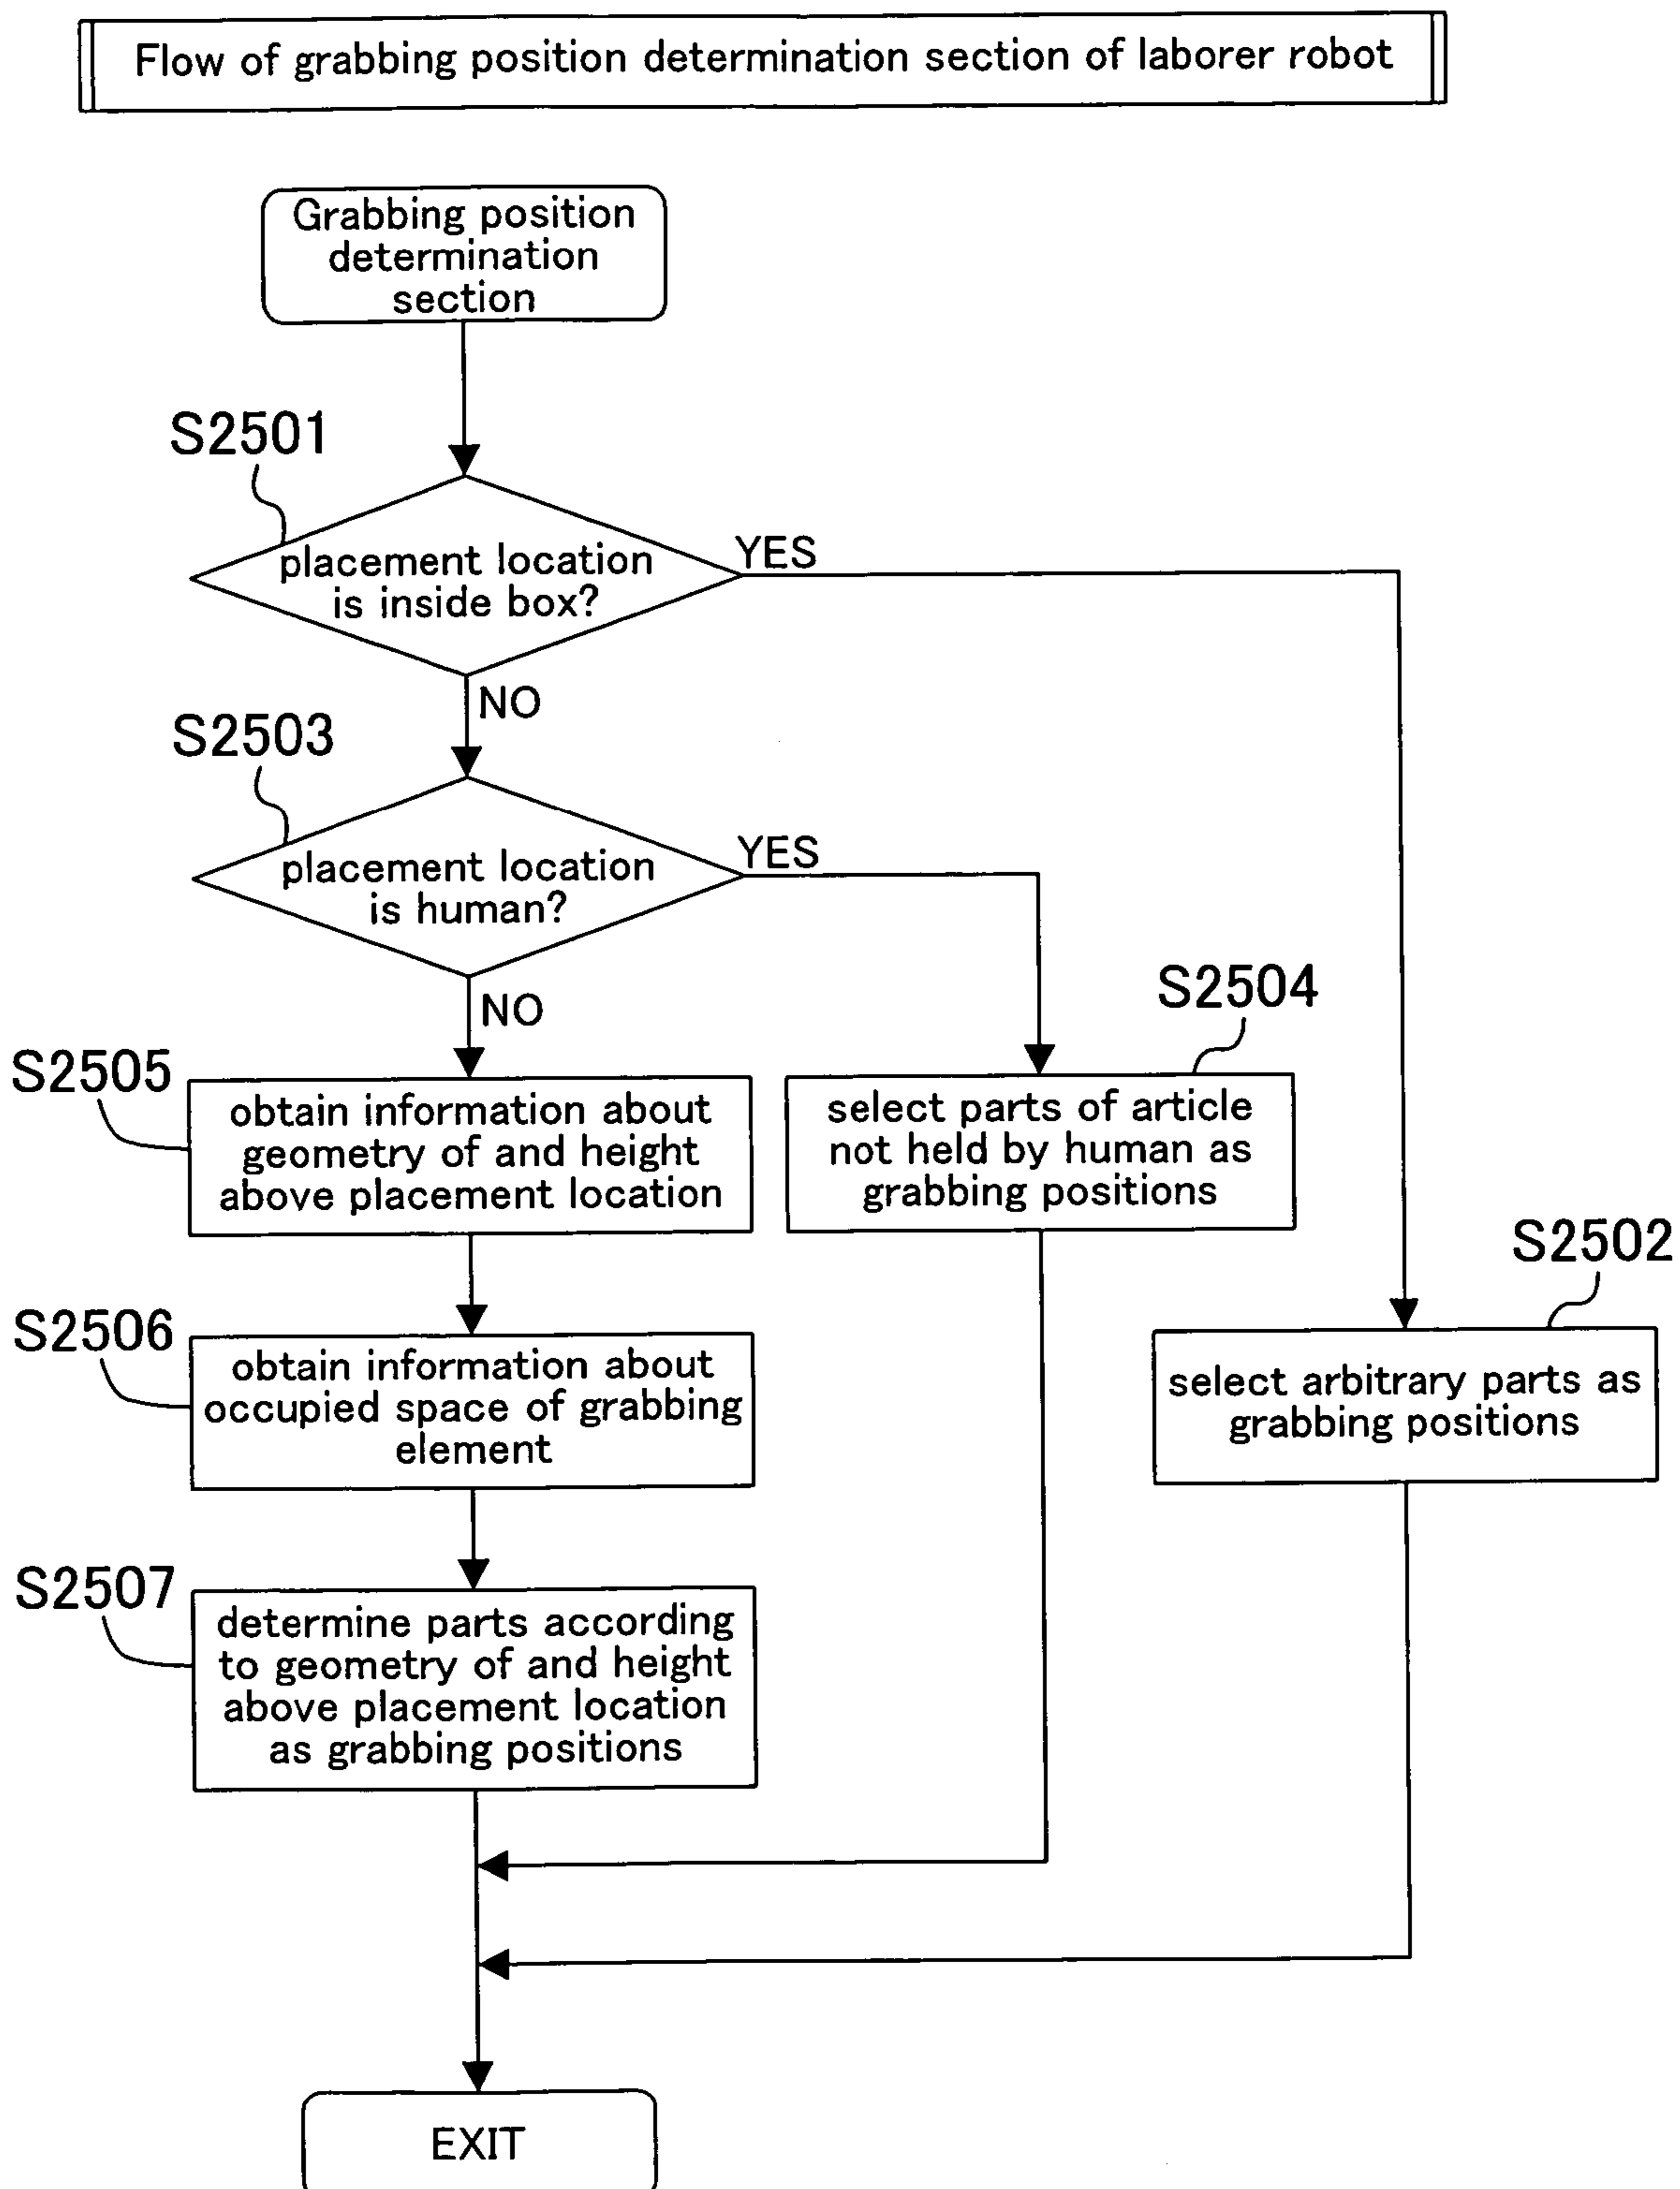 Flow of grabbing position determination section of laborer robot
Grabbing position
determination
section
S2501
placement location
is inside box?
YES
NO
S2503
placement location
is human?
YES
NO
S2504
select parts of article
not held by human as
grabbing positions
S2505
obtain information about
geometry of and height
above placement location
S2502
select arbitrary parts as
grabbing positions
S2506
obtain information about
occupied space of grabbing
element
S2507
determine parts according
to geometry of and height
above placement location
as grabbing positions
EXIT